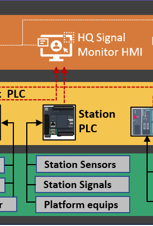 HQ Signal
Monitor HMI
PLC
Station
PLC
Station Sensors
Station Signals
Platform equips